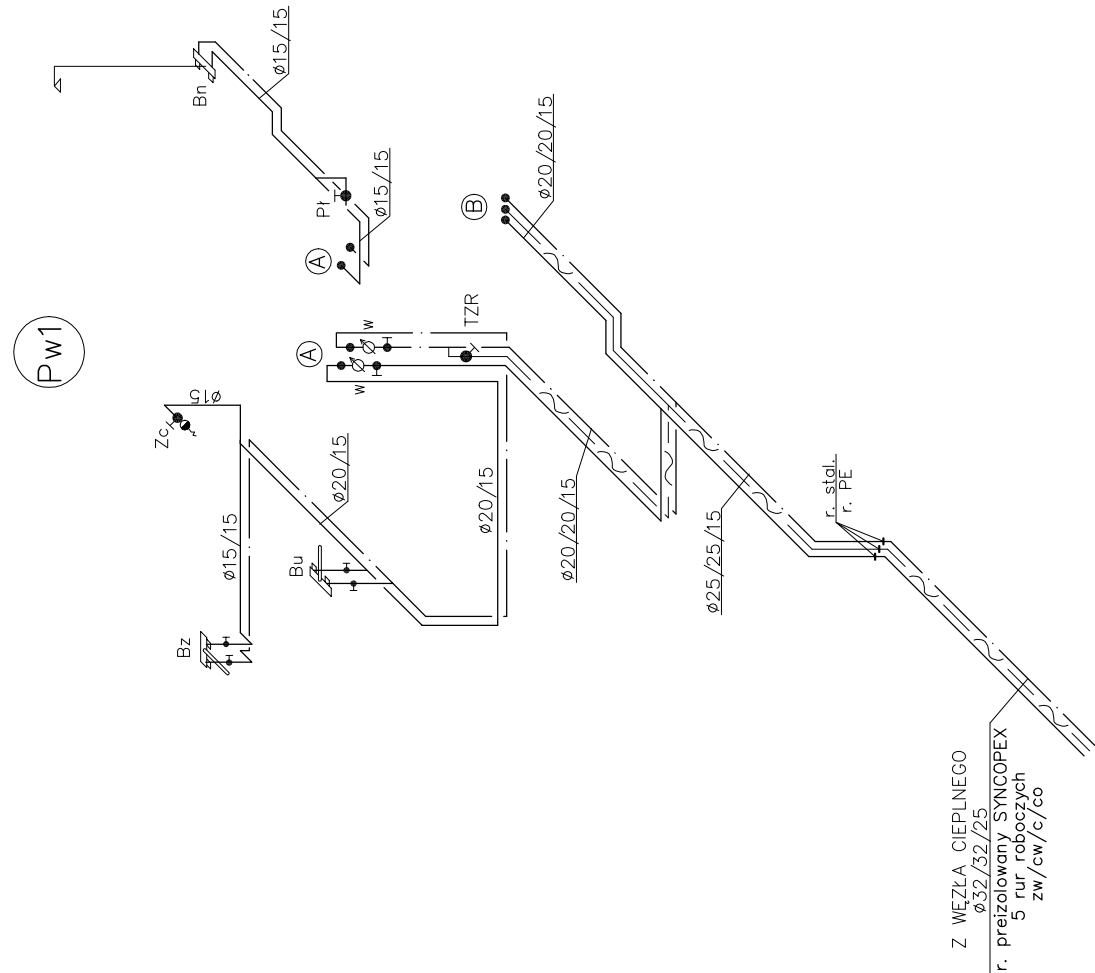 Pw1
Bn
ø15/15
Pł
ø15/15
A
B
ø20/20/15
A
w
w
TZR
Zc
ø15
ø15/15
ø20/15
Bu
Bz
ø20/15
ø20/20/15
ø25/25/15
r. stal.
r. PE
Z WĘZŁA CIEPLNEGO
ø32/32/25
r. preizolowany SYNCOPEX
5 rur roboczych
zw/cw/c/co